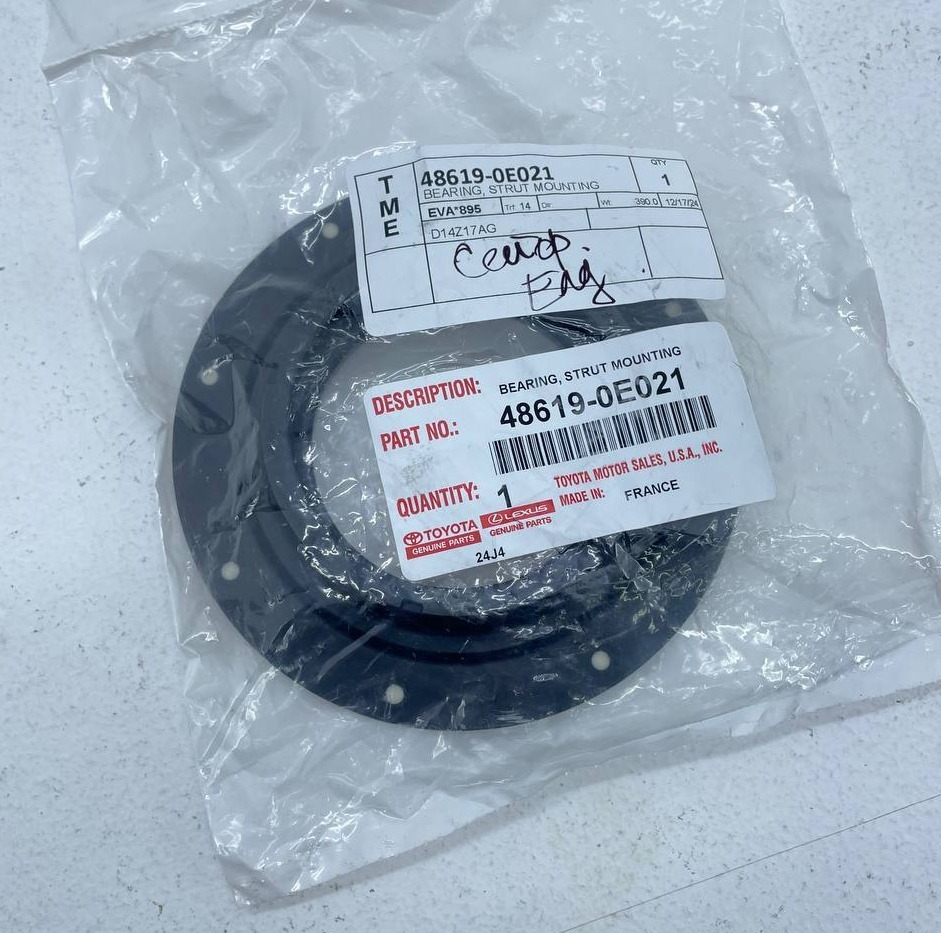 TME
48619-0E021
QTY
1
BEARING, STRUT MOUNTING
EVA*895 Trf: 14 Dir: Wt: 390.0 12/17/24
D14Z17AG
Eng
DESCRIPTION: BEARING, STRUT MOUNTING
PART NO.: 48619-0E021
QUANTITY: 1
TOYOTA MOTOR SALES, U.S.A., INC.
MADE IN: FRANCE
TOYOTA
GENUINE PARTS
LEXUS
GENUINE PARTS
24J4